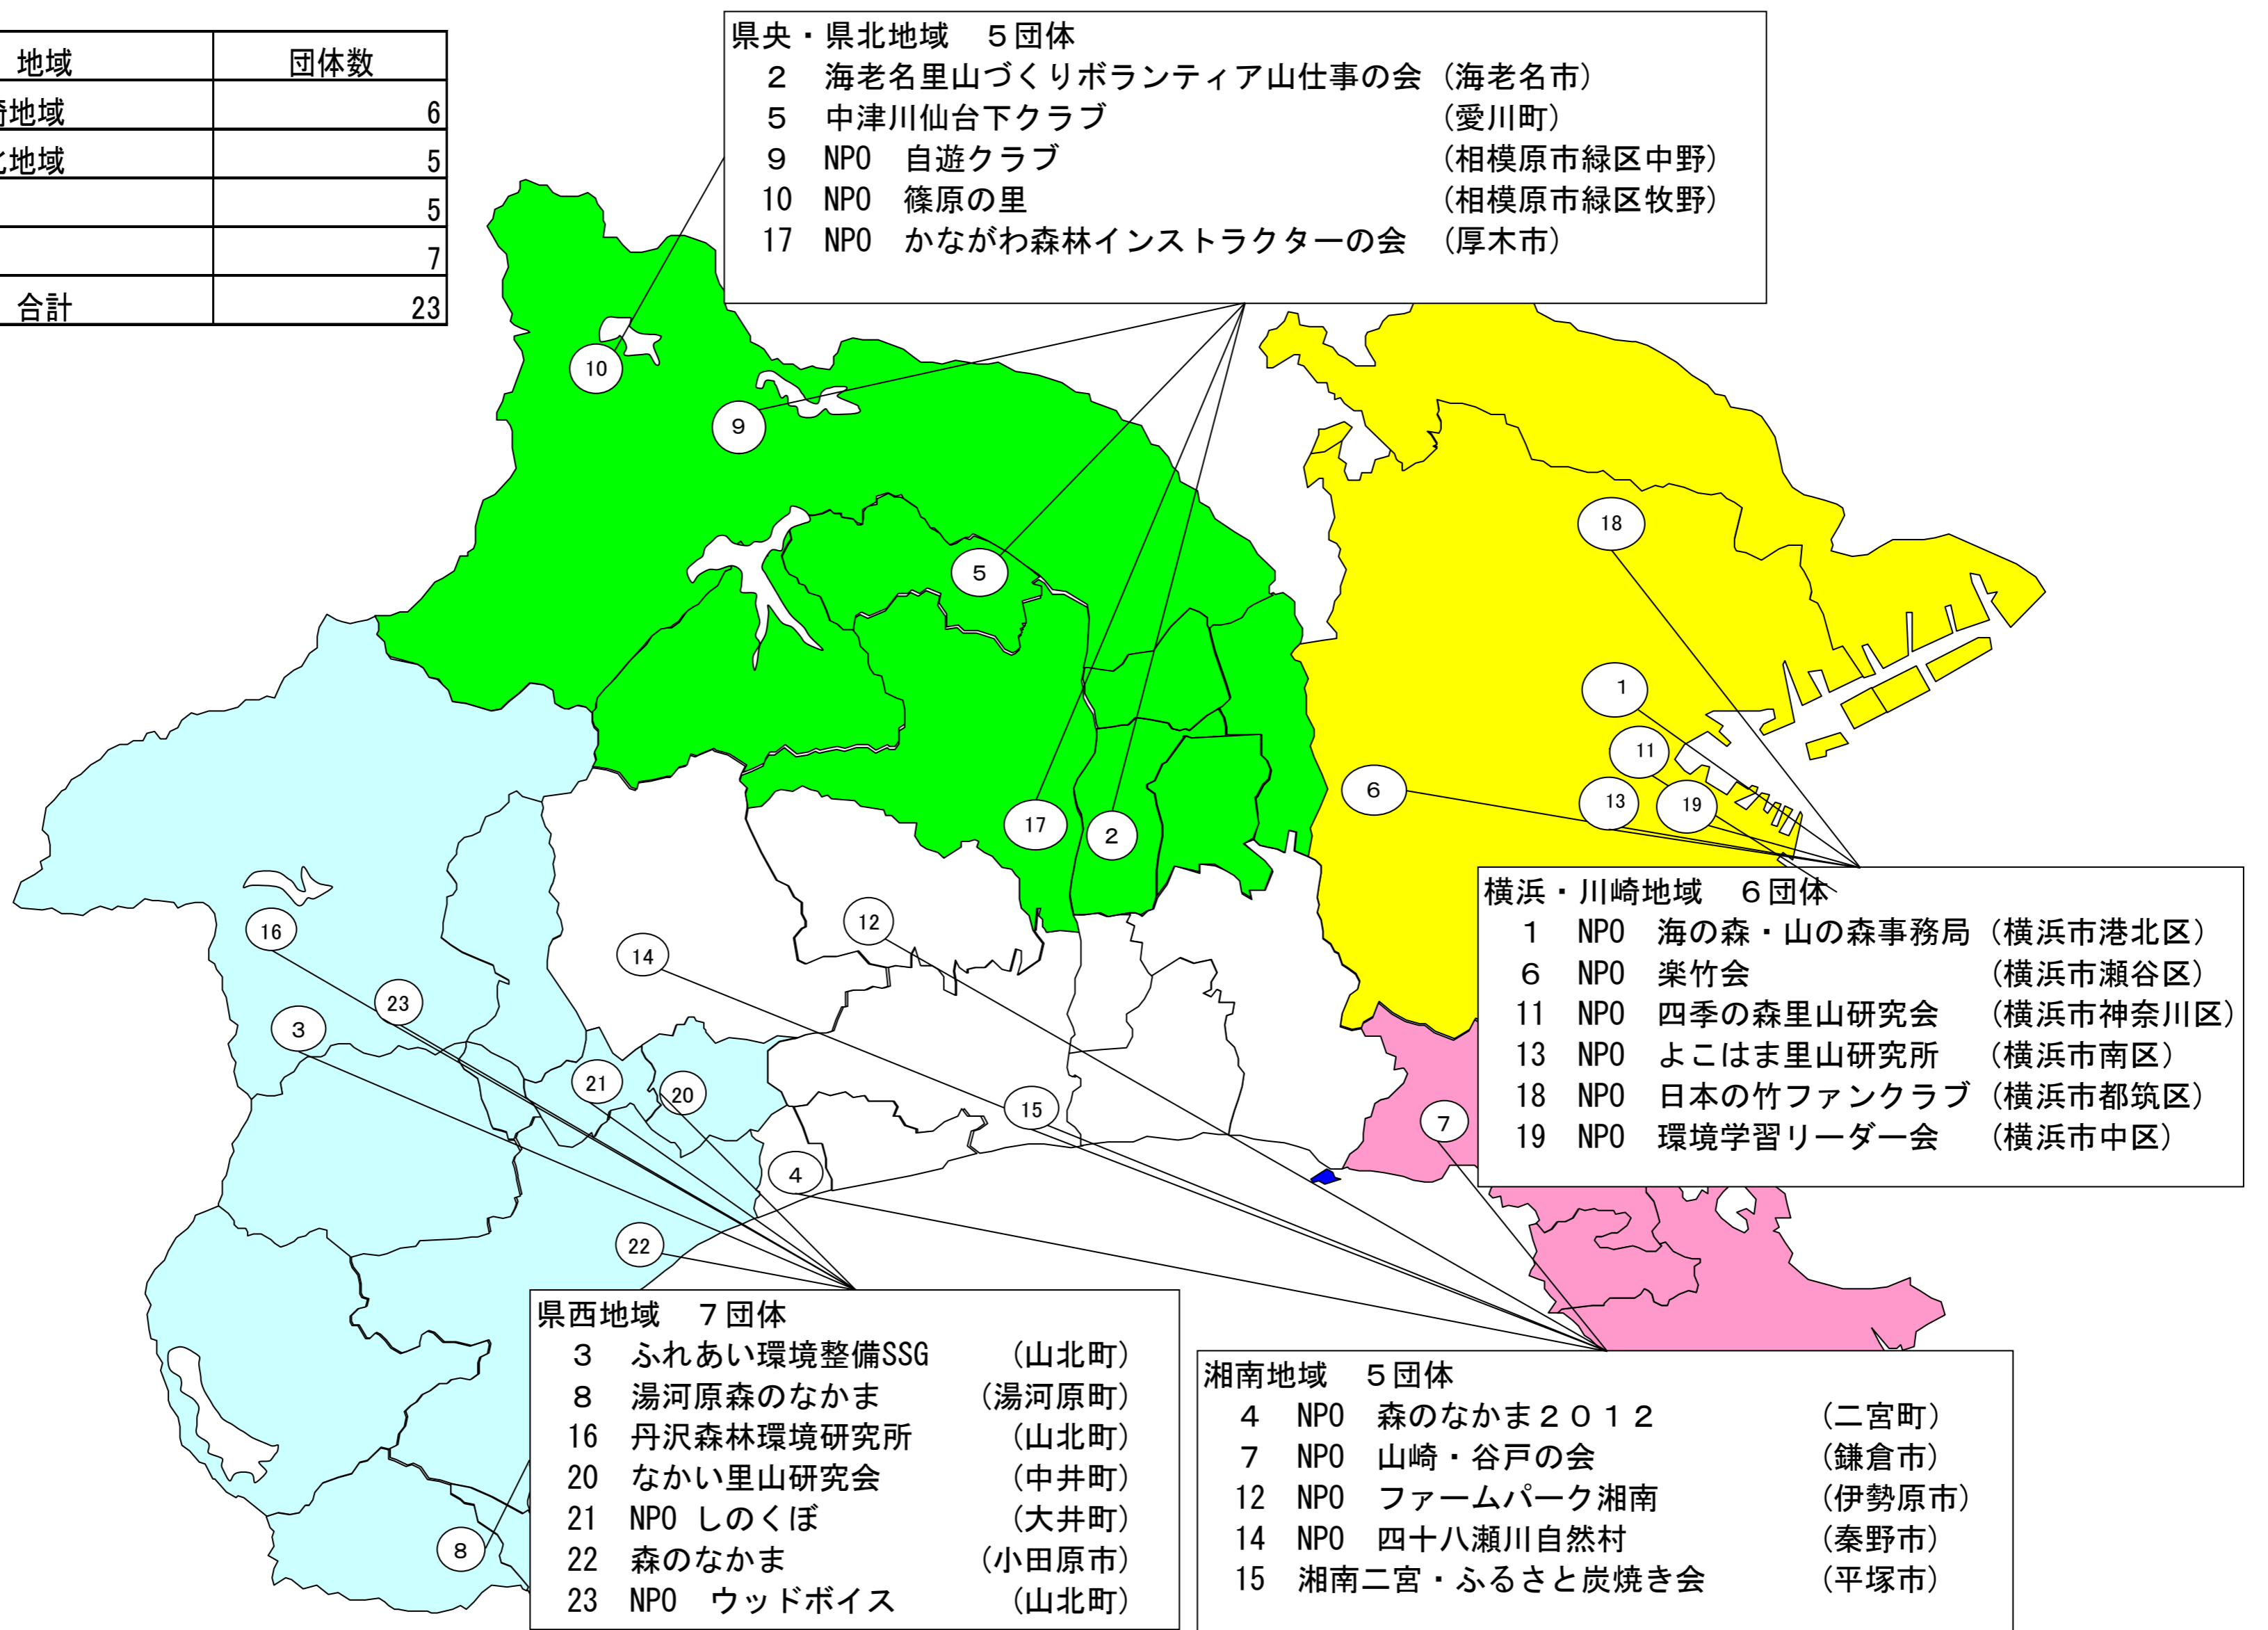 地域 団体数
崎地域 6
北地域 5
5
7
合計 23
県央・県北地域　５団体
２　海老名里山づくりボランティア山仕事の会（海老名市）
５　中津川仙台下クラブ（愛川町）
９　NPO　自遊クラブ（相模原市緑区中野）
10　NPO　篠原の里（相模原市緑区牧野）
17　NPO　かながわ森林インストラクターの会（厚木市）
10
9
5
18
1
11
6
13
19
17
2
横浜・川崎地域　６団体
１　NPO　海の森・山の森事務局（横浜市港北区）
６　NPO　楽竹会（横浜市瀬谷区）
11　NPO　四季の森里山研究会（横浜市神奈川区）
13　NPO　よこはま里山研究所（横浜市南区）
18　NPO　日本の竹ファンクラブ（横浜市都筑区）
19　NPO　環境学習リーダー会（横浜市中区）
16
12
14
23
3
21
20
15
7
4
22
県西地域　７団体
３　ふれあい環境整備SSG（山北町）
８　湯河原森のなかま（湯河原町）
16　丹沢森林環境研究所（山北町）
20　なかい里山研究会（中井町）
21　NPO しのくぼ（大井町）
22　森のなかま（小田原市）
23　NPO　ウッドボイス（山北町）
8
湘南地域　５団体
４　NPO　森のなかま２０１２（二宮町）
７　NPO　山崎・谷戸の会（鎌倉市）
12　NPO　ファームパーク湘南（伊勢原市）
14　NPO　四十八瀬川自然村（秦野市）
15　湘南二宮・ふるさと炭焼き会（平塚市）